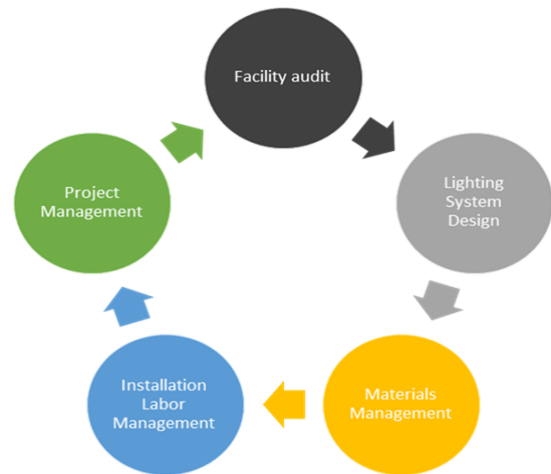 Facility audit
Lighting
System
Design
Materials
Management
Installation
Labor
Management
Project
Management